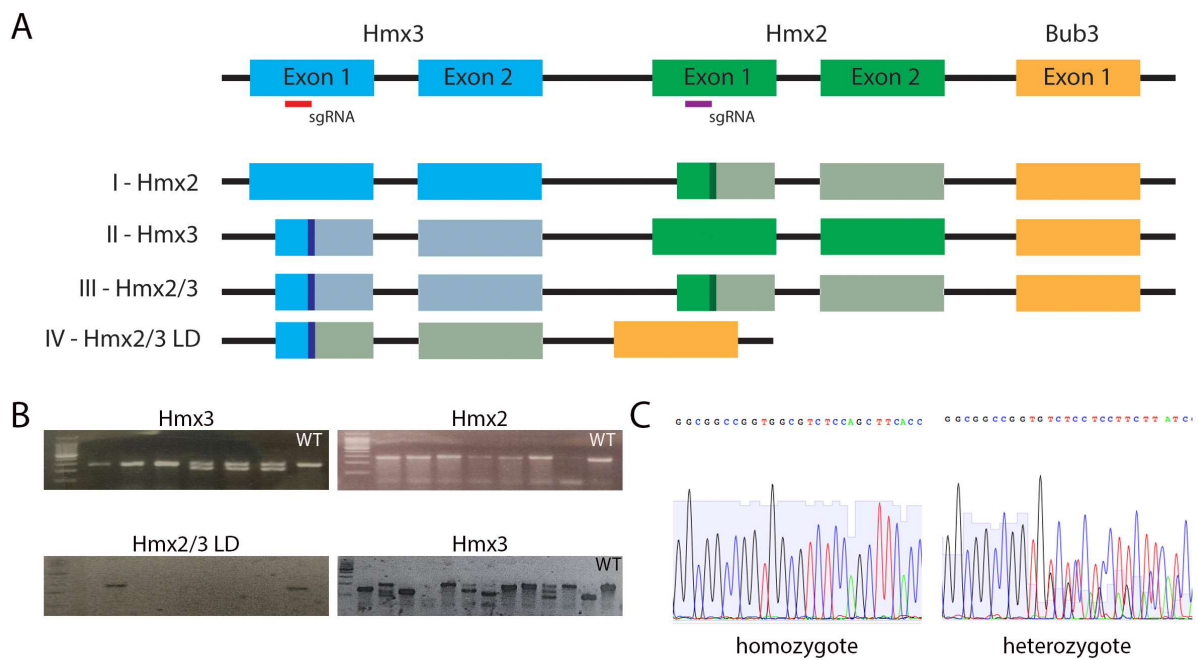 A
Hmx3 Hmx2 Bub3
Exon 1 Exon 2 Exon 1 Exon 2 Exon 1
sgRNA sgRNA
I - Hmx2
II - Hmx3
III - Hmx2/3
IV - Hmx2/3 LD
B
Hmx3 Hmx2
WT WT
Hmx2/3 LD Hmx3
WT
C
G G C G G C C G G T G G C G T C T C C A G C T T C A C C
G G C G G C C G G T G T C T C C T C C T T C T T A T C
homozygote heterozygote